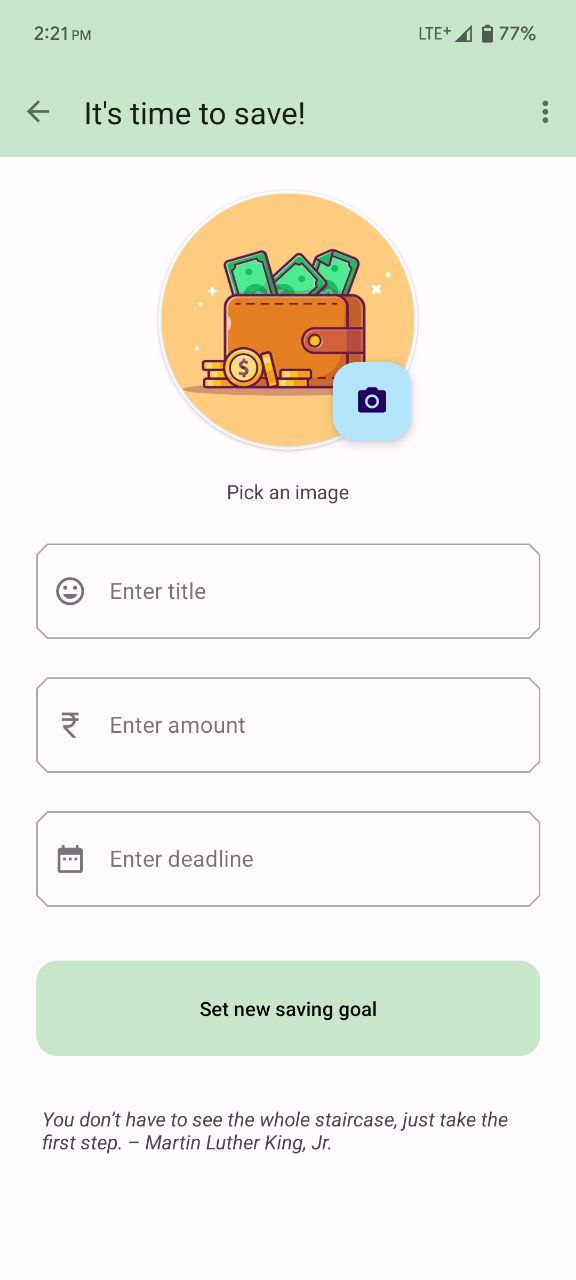 2:21 PM LTE+ 77%
It's time to save!
$
Pick an image
Enter title
₹ Enter amount
Enter deadline
Set new saving goal
You don't have to see the whole staircase, just take the
first step. – Martin Luther King, Jr.